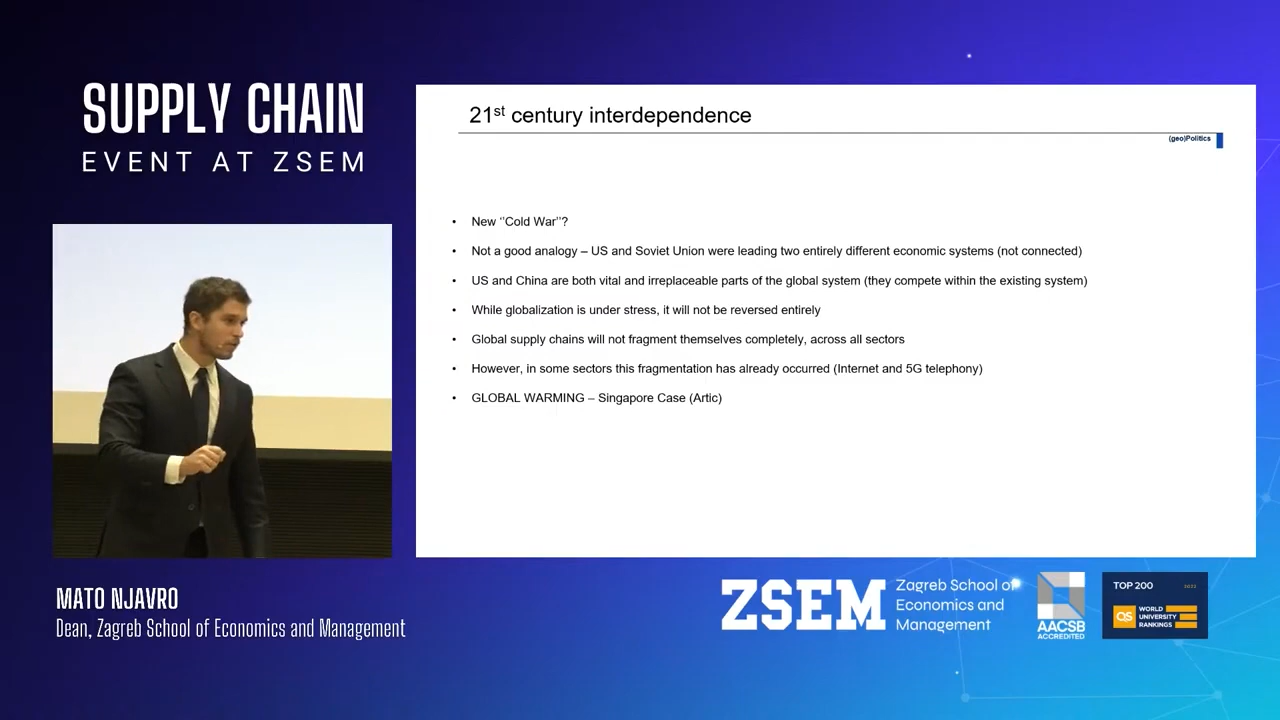 SUPPLY CHAIN
EVENT AT ZSEM
21st century interdependence
(geo)Politics
• New ‘’Cold War’’?
• Not a good analogy – US and Soviet Union were leading two entirely different economic systems (not connected)
• US and China are both vital and irreplaceable parts of the global system (they compete within the existing system)
• While globalization is under stress, it will not be reversed entirely
• Global supply chains will not fragment themselves completely, across all sectors
• However, in some sectors this fragmentation has already occurred (Internet and 5G telephony)
• GLOBAL WARMING – Singapore Case (Artic)
MATO NJAVRO
Dean, Zagreb School of Economics and Management
ZSEM
Zagreb School of
Economics and
Management
AACSB
ACCREDITED
TOP 200
QS
WORLD
UNIVERSITY
RANKINGS